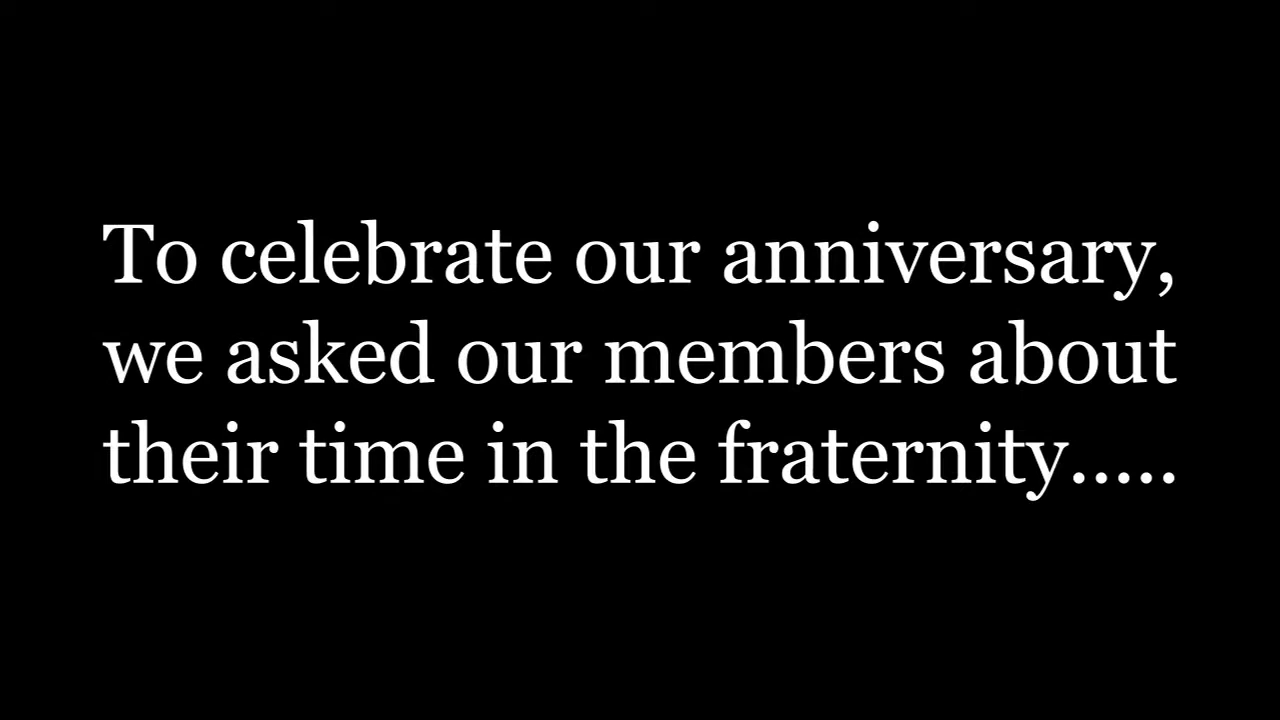 To celebrate our anniversary,
we asked our members about
their time in the fraternity.....